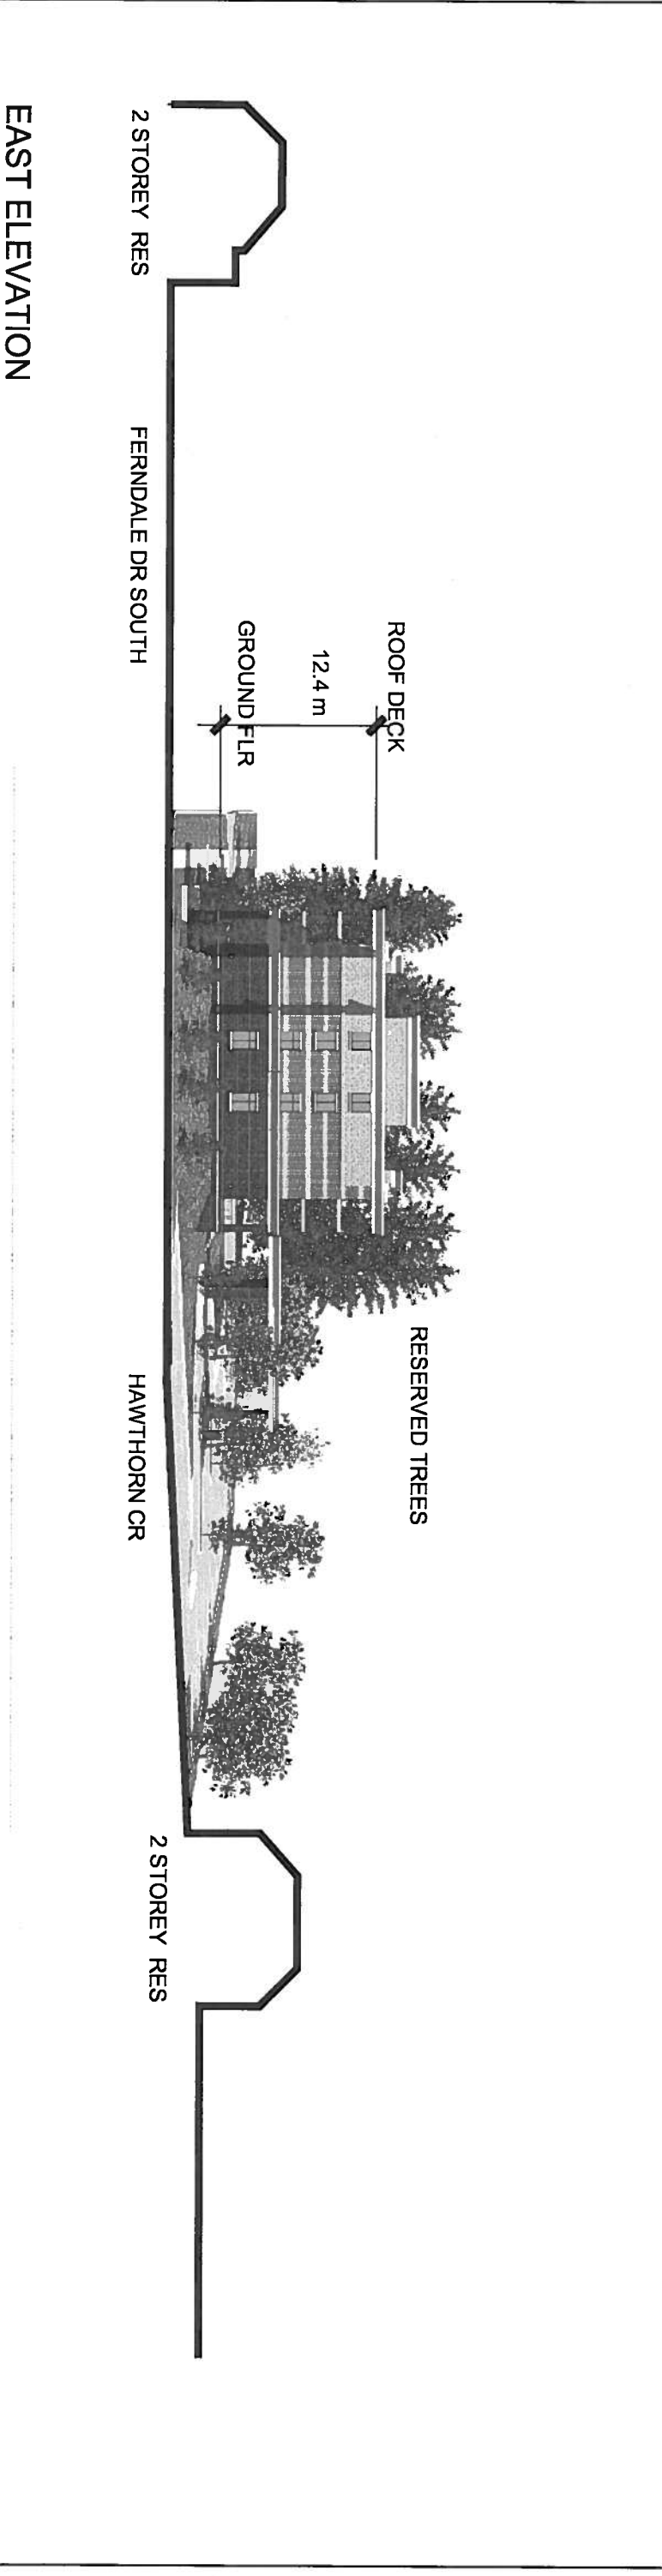 RESERVED TREES
ROOF DECK
12.4 m
GROUND FLR
2 STOREY RES
FERNDALE DR SOUTH
HAWTHORN CR
2 STOREY RES
EAST ELEVATION